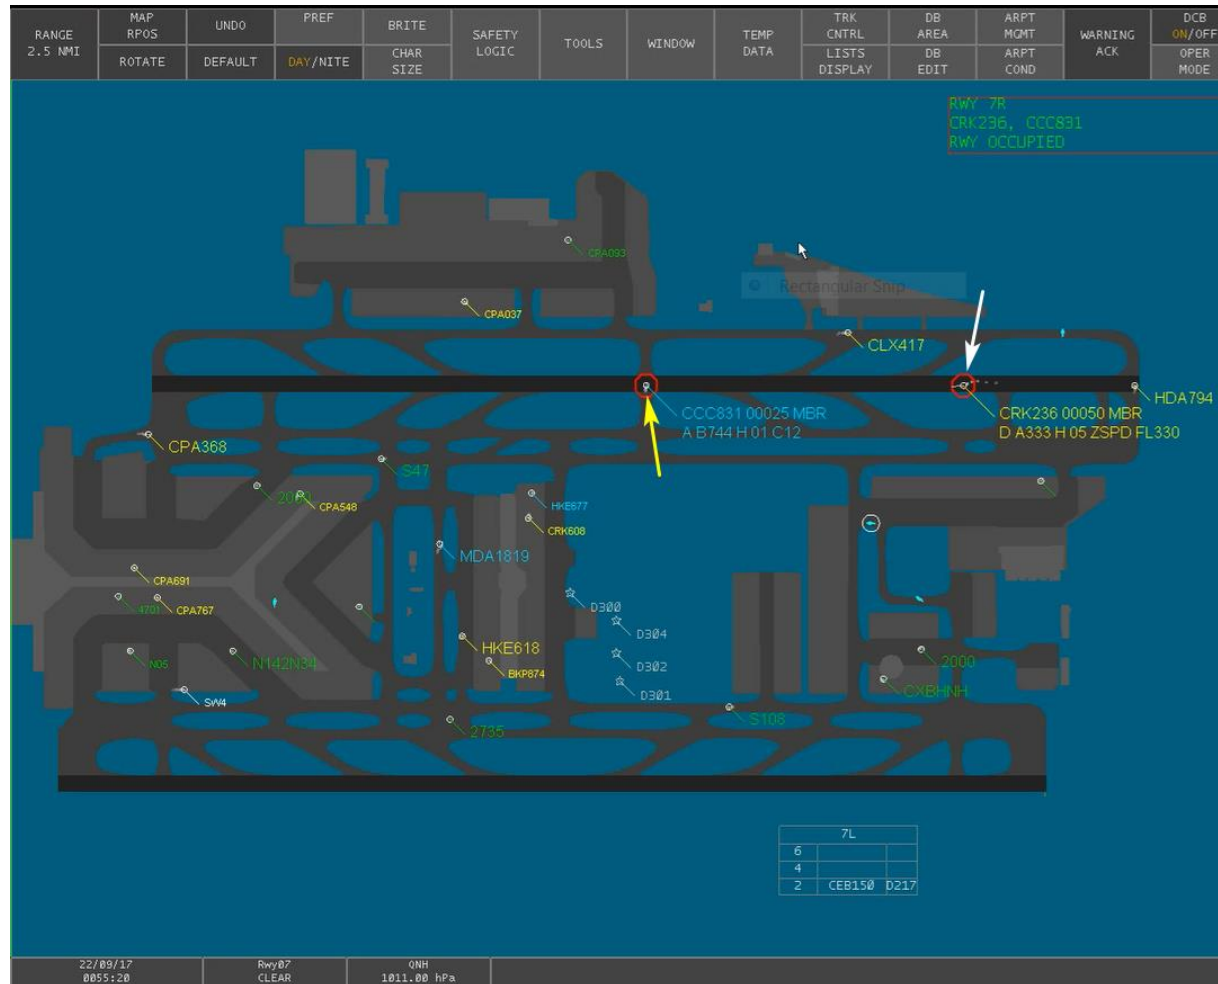 RANGE
2.5 NMI
MAP
RPOS
ROTATE
UNDO
DEFAULT
PREF
DAY/NITE
BRITE
CHAR
SIZE
SAFETY
LOGIC
TOOLS
WINDOW
TEMP
DATA
TRK
CNTRL
LISTS
DISPLAY
DB
AREA
DB
EDIT
ARPT
MGMT
ARPT
COND
WARNING
ACK
DCB
ON/OFF
OPER
MODE
RWY 7R
CRK236, CCC831
RWY OCCUPIED
CPA093
Rectangular Snip
CPA037
CLX417
HDA794
CCC831 00025 MBR
A B744 H 01 C12
CRK236 00050 MBR
D A333 H 05 ZSPD FL330
CPA368
S47
CPA548
HKE677
CRK608
MDA1819
CPA691
4701
CPA767
D300
D304
HKE618
BKP874
D302
D301
N05
N142N34
2000
CXBHNH
SW4
S108
2735
7L
6
4
2 CEB150 D217
22/09/17
0055:20
Rwy07
CLEAR
QNH
1011.00 hPa